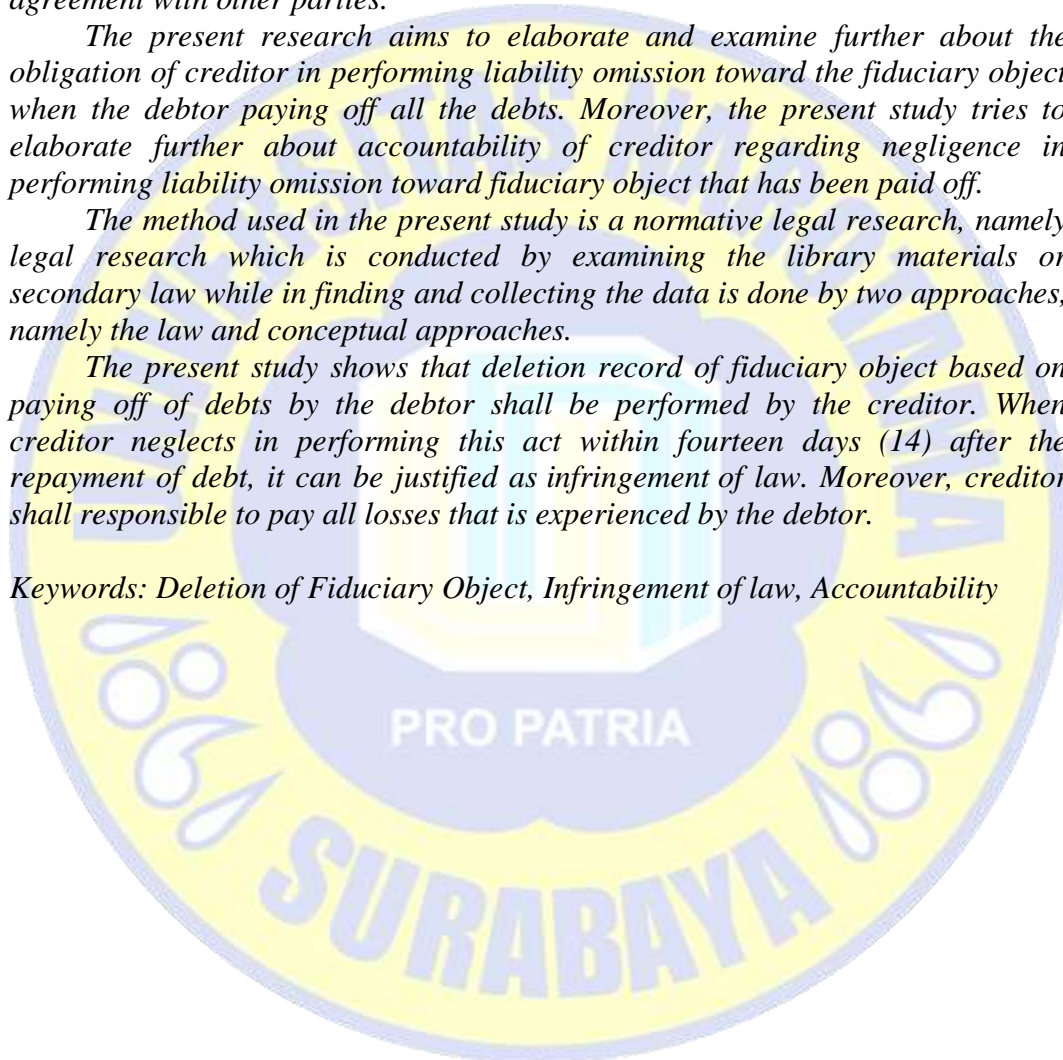 agreement with other parties.
The present research aims to elaborate and examine further about the
obligation of creditor in performing liability omission toward the fiduciary object
when the debtor paying off all the debts. Moreover, the present study tries to
elaborate further about accountability of creditor regarding negligence in
performing liability omission toward fiduciary object that has been paid off.
The method used in the present study is a normative legal research, namely
legal research which is conducted by examining the library materials or
secondary law while in finding and collecting the data is done by two approaches,
namely the law and conceptual approaches.
The present study shows that deletion record of fiduciary object based on
paying off of debts by the debtor shall be performed by the creditor. When
creditor neglects in performing this act within fourteen days (14) after the
repayment of debt, it can be justified as infringement of law. Moreover, creditor
shall responsible to pay all losses that is experienced by the debtor.
Keywords: Deletion of Fiduciary Object, Infringement of law, Accountability
UNIVERSITAS NAROTAMA
PRO PATRIA
SURABAYA